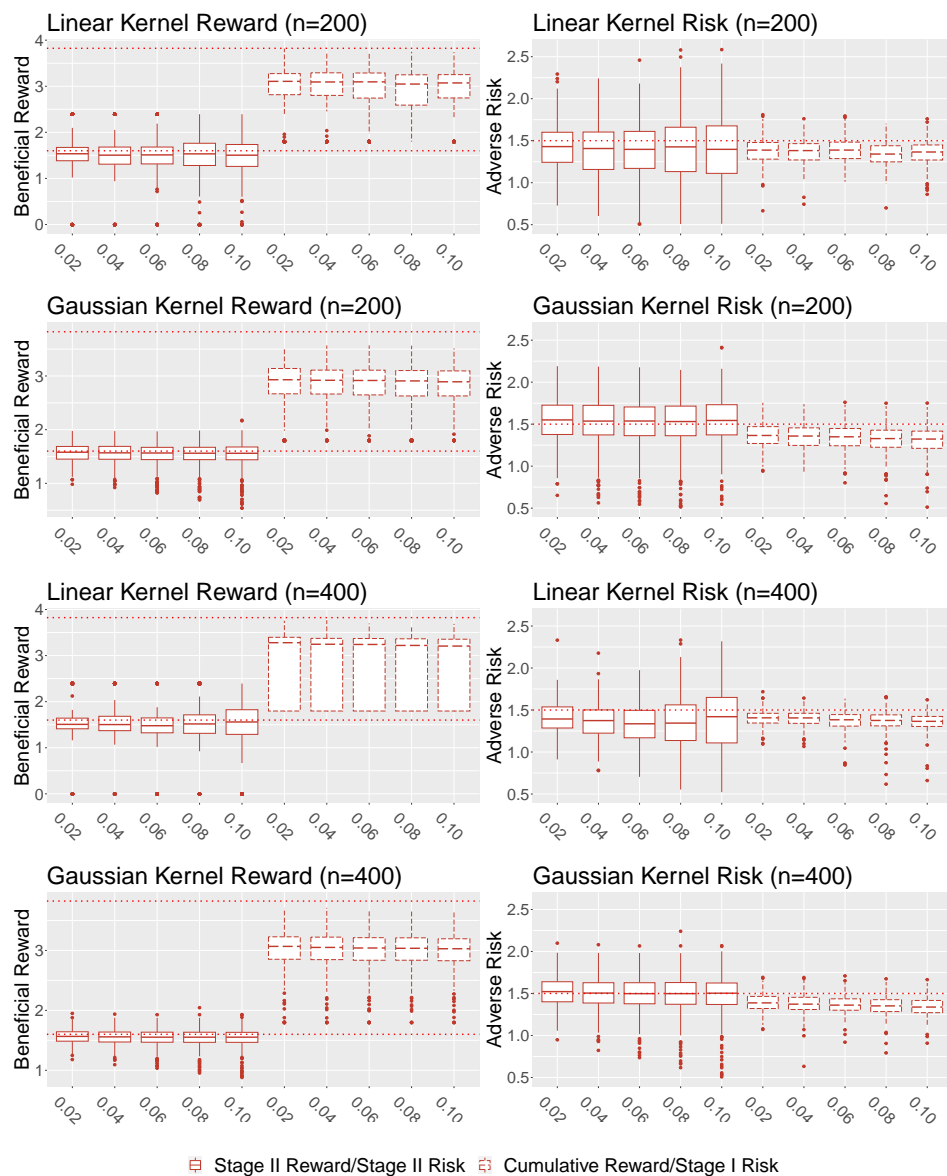 Linear Kernel Reward (n=200)
Beneficial Reward
4
3
2
1
0
0.02 0.04 0.06 0.08 0.10 0.02 0.04 0.06 0.08 0.10
Linear Kernel Risk (n=200)
Adverse Risk
2.5
2.0
1.5
1.0
0.5
0.02 0.04 0.06 0.08 0.10 0.02 0.04 0.06 0.08 0.10
Gaussian Kernel Reward (n=200)
Beneficial Reward
3
2
1
0.02 0.04 0.06 0.08 0.10 0.02 0.04 0.06 0.08 0.10
Gaussian Kernel Risk (n=200)
Adverse Risk
2.5
2.0
1.5
1.0
0.5
0.02 0.04 0.06 0.08 0.10 0.02 0.04 0.06 0.08 0.10
Linear Kernel Reward (n=400)
Beneficial Reward
4
3
2
1
0
0.02 0.04 0.06 0.08 0.10 0.02 0.04 0.06 0.08 0.10
Linear Kernel Risk (n=400)
Adverse Risk
2.5
2.0
1.5
1.0
0.5
0.02 0.04 0.06 0.08 0.10 0.02 0.04 0.06 0.08 0.10
Gaussian Kernel Reward (n=400)
Beneficial Reward
3
2
1
0.02 0.04 0.06 0.08 0.10 0.02 0.04 0.06 0.08 0.10
Gaussian Kernel Risk (n=400)
Adverse Risk
2.5
2.0
1.5
1.0
0.5
0.02 0.04 0.06 0.08 0.10 0.02 0.04 0.06 0.08 0.10
Stage II Reward/Stage II Risk Cumulative Reward/Stage I Risk